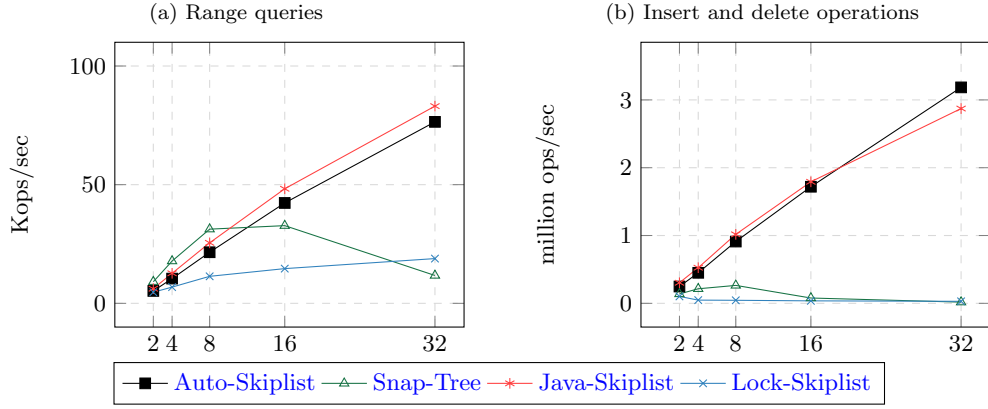 (a) Range queries
(b) Insert and delete operations
Kops/sec
100
50
0
2 4 8 16 32
million ops/sec
3
2
1
0
2 4 8 16 32
Auto-Skiplist Snap-Tree Java-Skiplist Lock-Skiplist